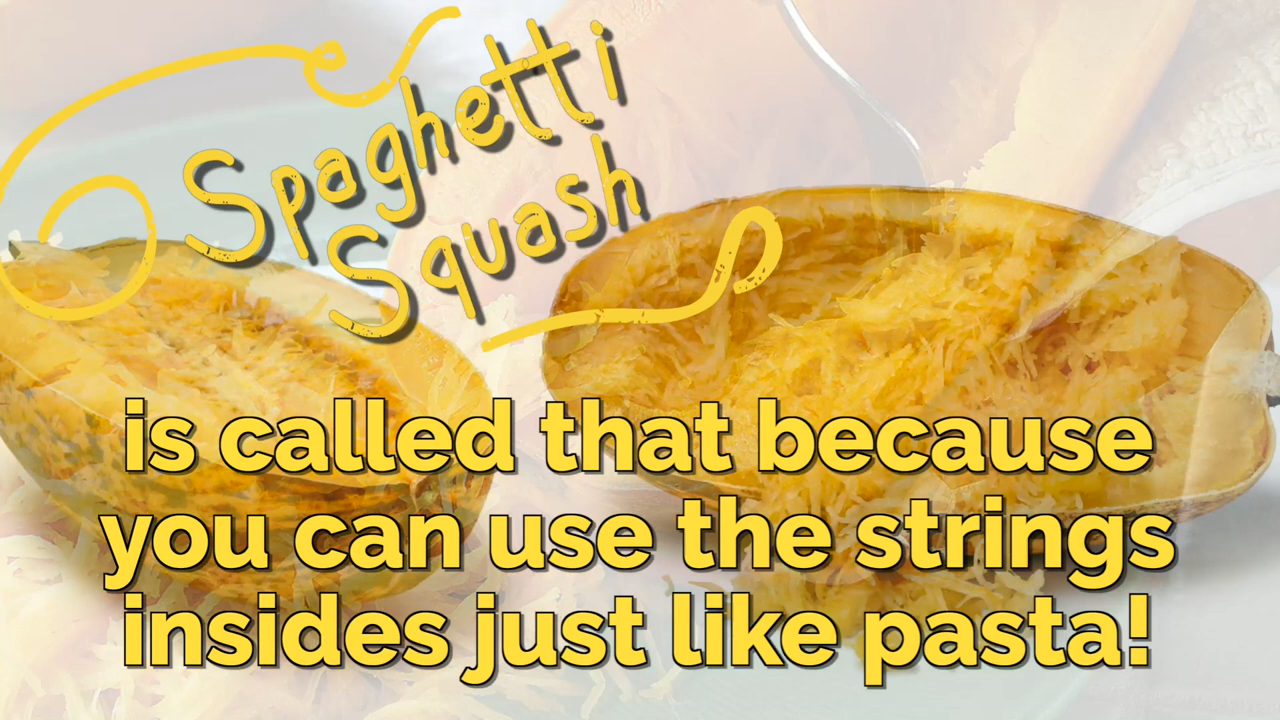 Spaghetti
Squash
is called that because
you can use the strings
insides just like pasta!